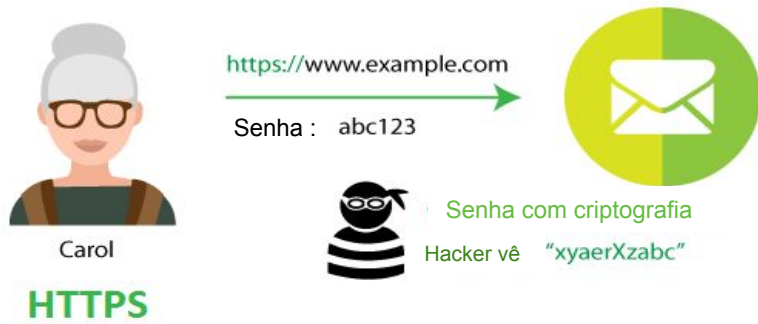 https://www.example.com
Senha : abc123
Carol
Senha com criptografia
Hacker vê "xyaerXzabc"
HTTPS